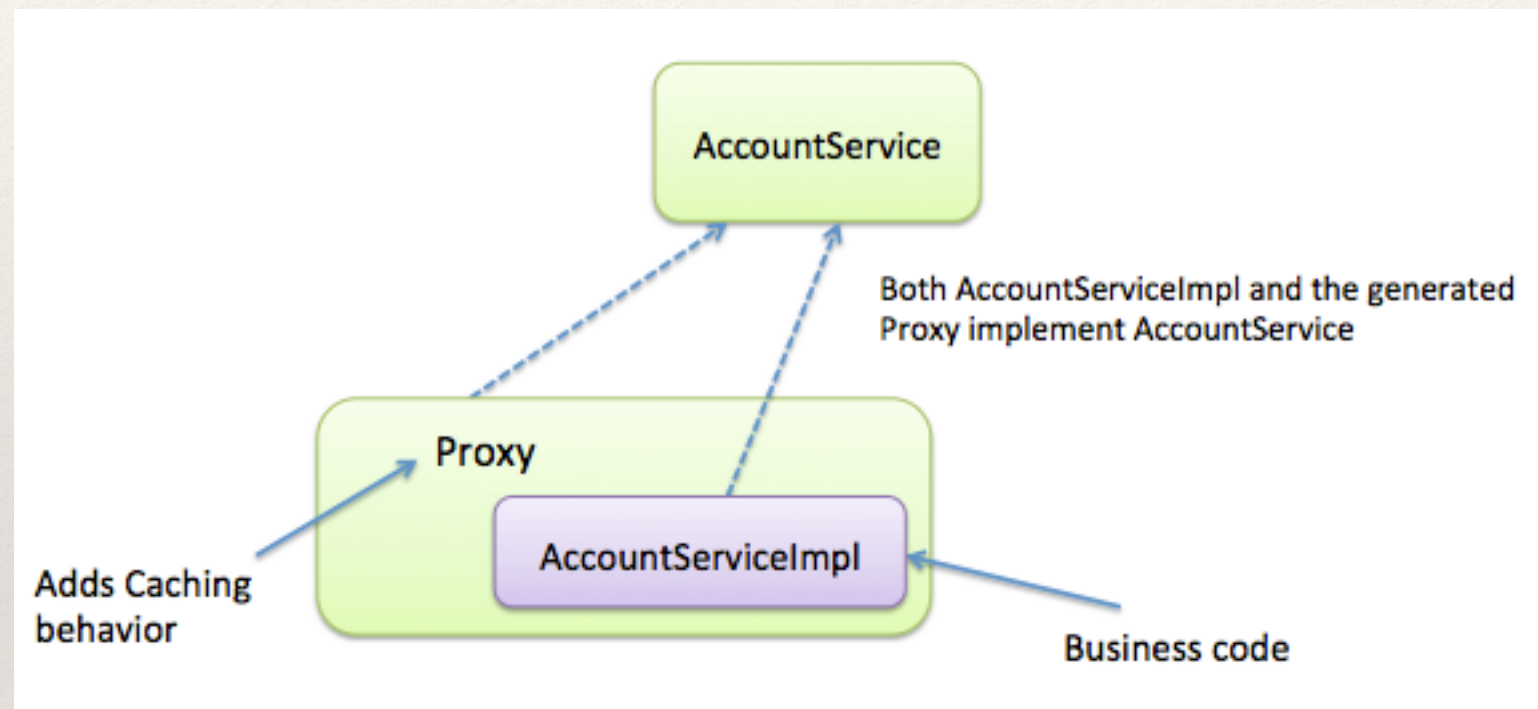 AccountService
Both AccountServiceImpl and the generated
Proxy implement AccountService
Proxy
AccountServiceImpl
Adds Caching
behavior
Business code